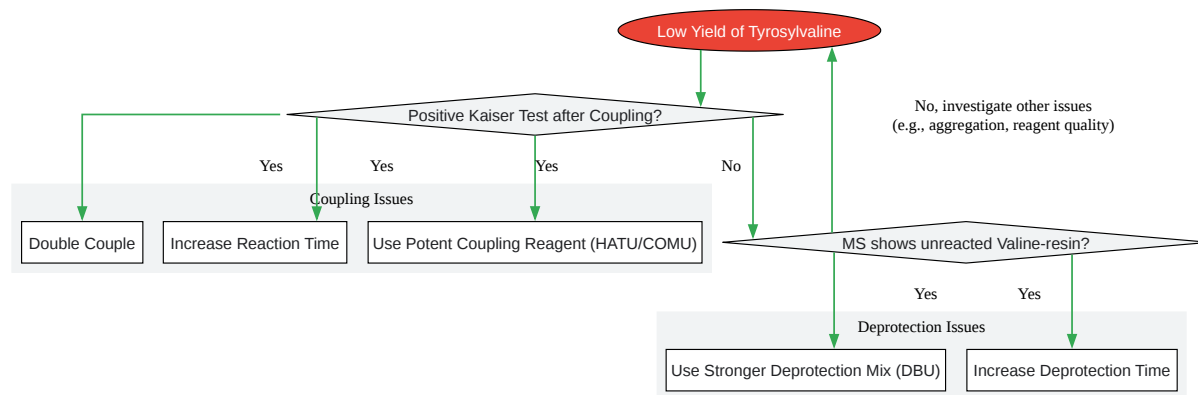 Low Yield of Tyrosylvaline
No, investigate other issues
(e.g., aggregation, reagent quality)
Positive Kaiser Test after Coupling?
Yes
Yes
Yes
No
Coupling Issues
Double Couple
Increase Reaction Time
Use Potent Coupling Reagent (HATU/COMU)
MS shows unreacted Valine-resin?
Yes
Yes
Deprotection Issues
Use Stronger Deprotection Mix (DBU)
Increase Deprotection Time